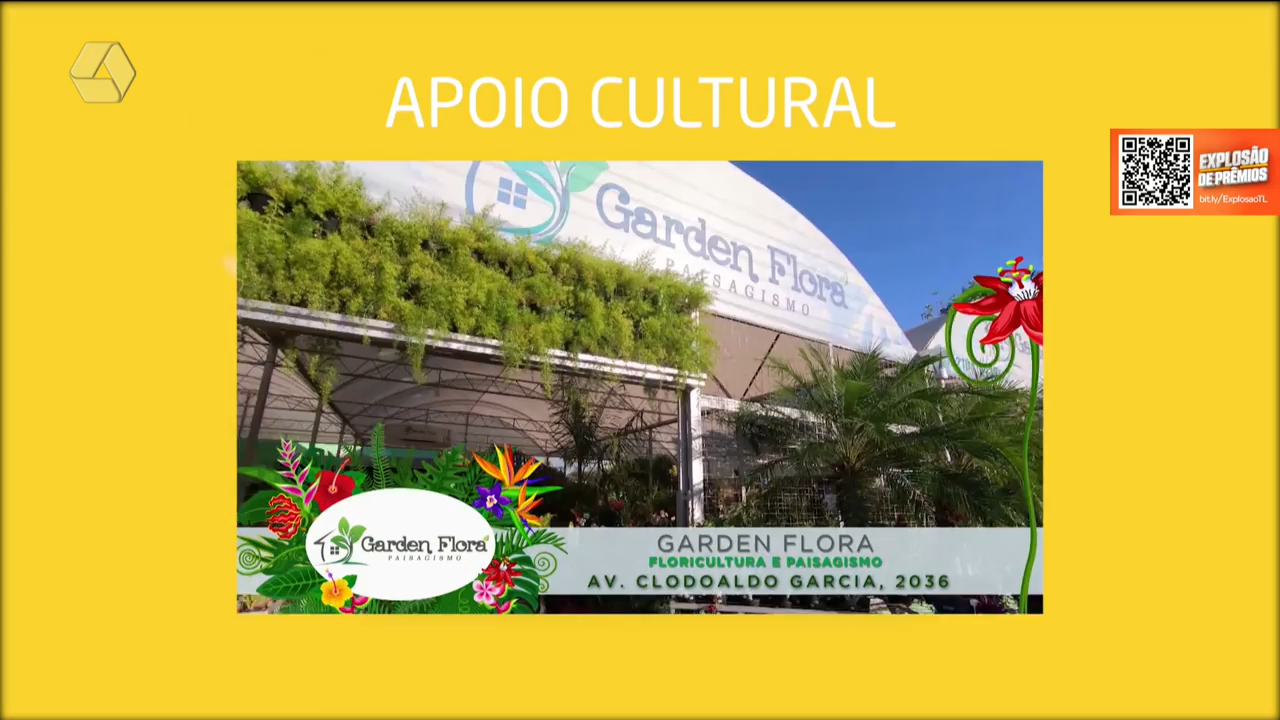 APOIO CULTURAL
EXPLOSÃO
DE PRÊMIOS
bit.ly/ExplosaoTL
Garden Flora
PAISAGISMO
Garden Flora
PAISAGISMO
GARDEN FLORA
FLORICULTURA E PAISAGISMO
AV. CLODOALDO GARCIA, 2036